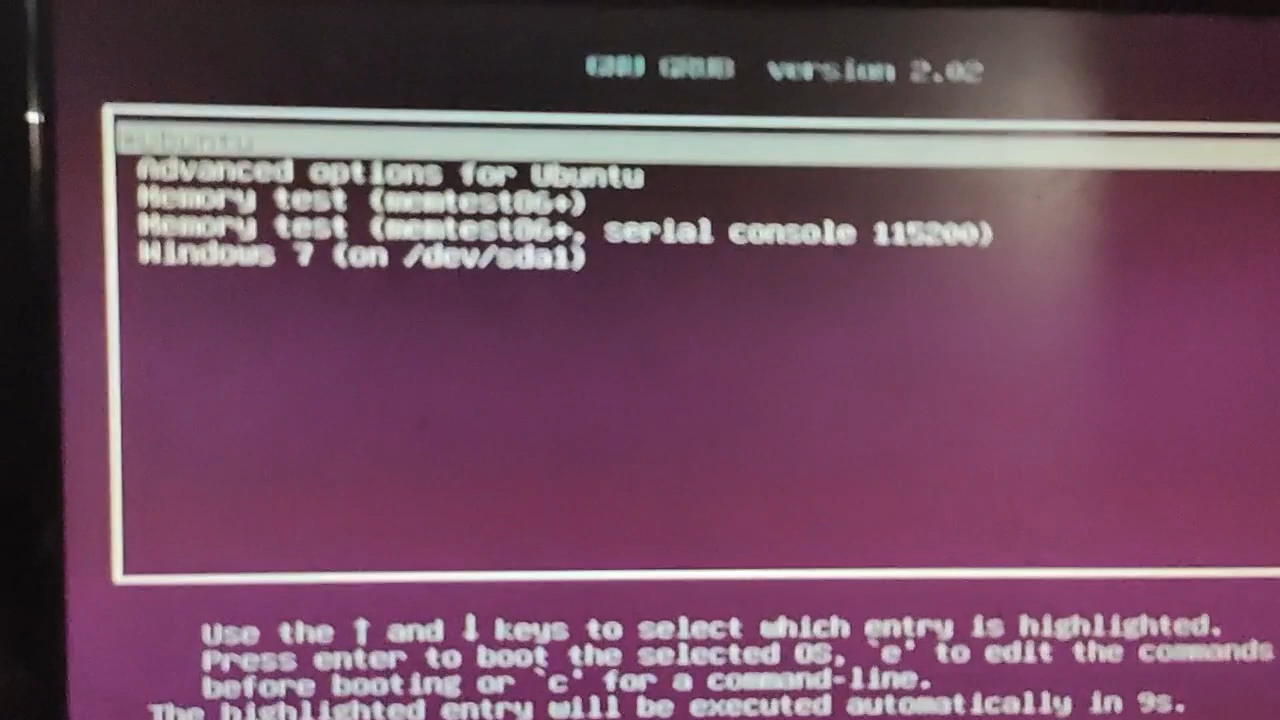 GNU GRUB version 2.02
*Ubuntu
Advanced options for Ubuntu
Memory test (memtest86+)
Memory test (memtest86+, serial console 115200)
Windows 7 (on /dev/sda1)
Use the ↑ and ↓ keys to select which entry is highlighted.
Press enter to boot the selected OS, `e' to edit the commands
before booting or `c' for a command-line.
The highlighted entry will be executed automatically in 9s.